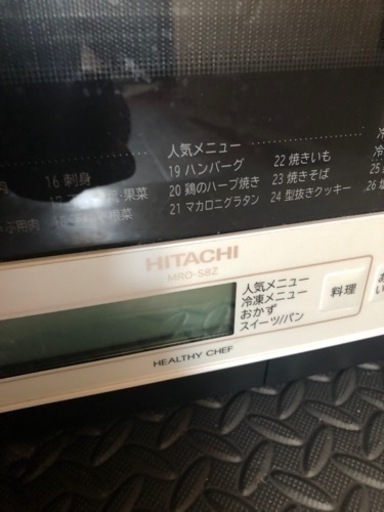 人気メニュー
16 刺身
19 ハンバーグ
22 焼きいも
・果菜
20 鶏のハーブ焼き
23 焼きそば
21 マカロニグラタン
24 型抜きクッキー
26
HITACHI
MRO-S8Z
人気メニュー
冷凍メニュー
おかず
スイーツ/パン
料理
HEALTHY CHEF